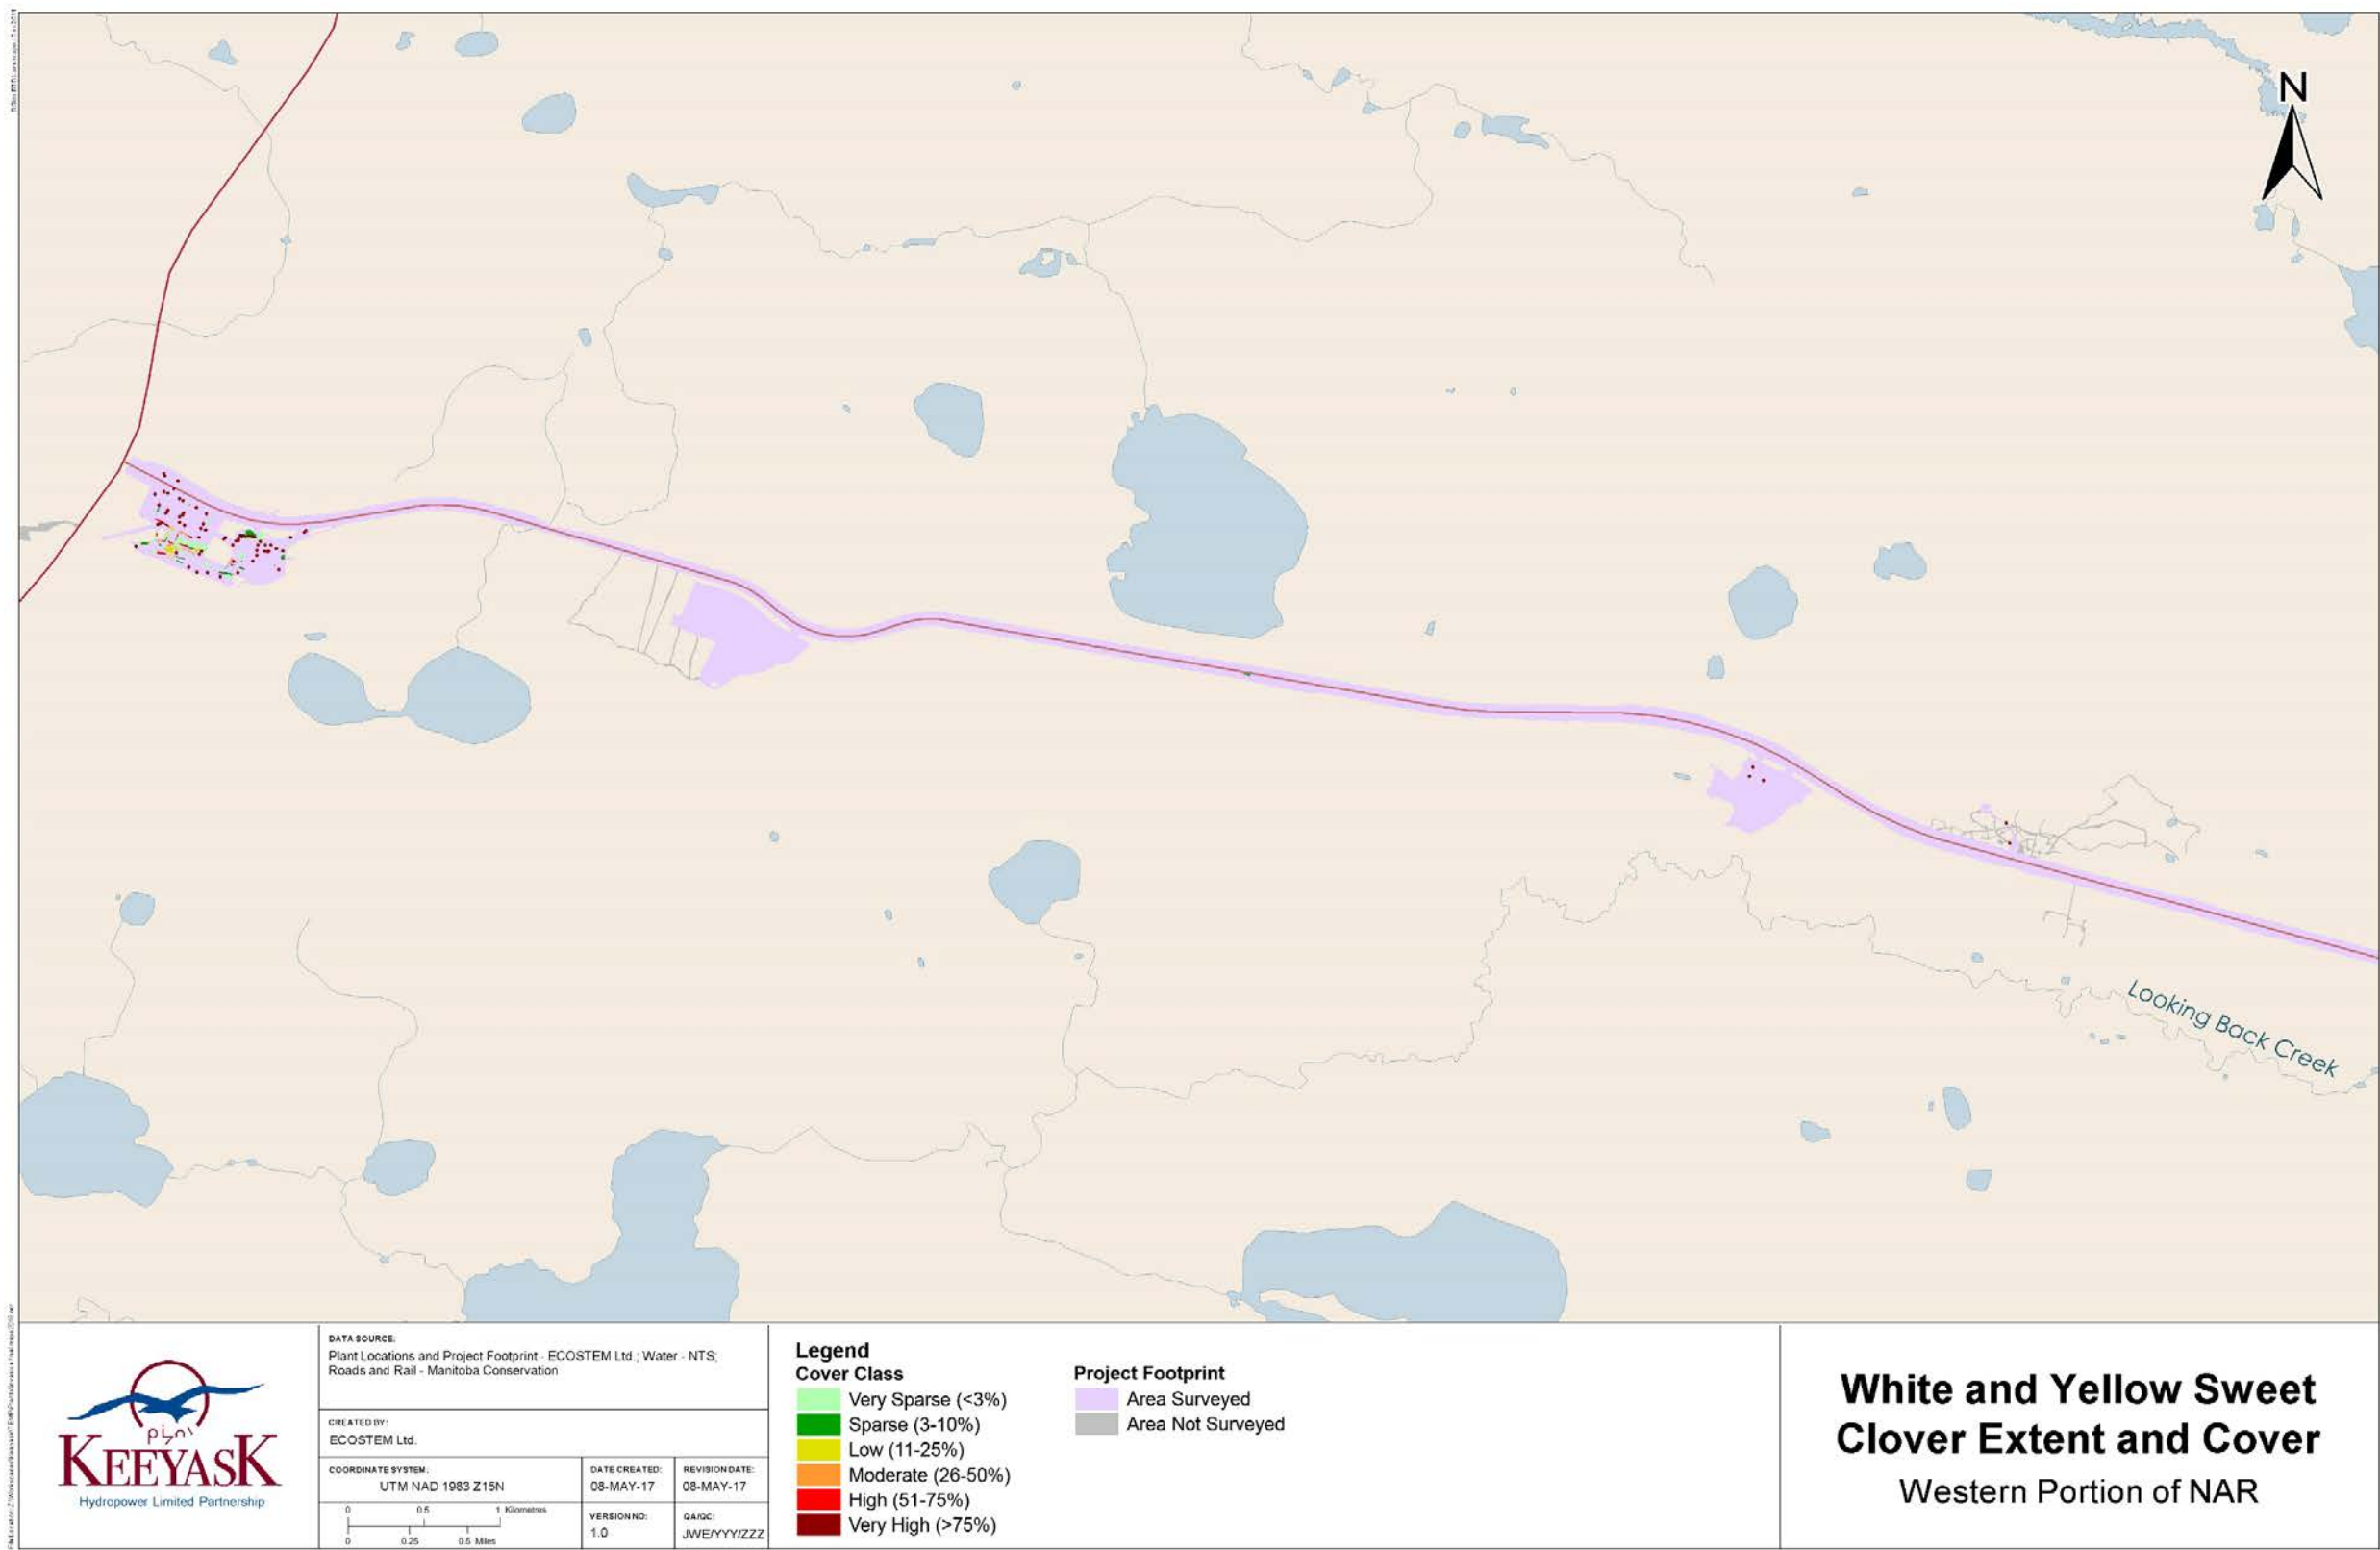 N
Looking Back Creek
KEEYASK
Hydropower Limited Partnership
DATA SOURCE:
Plant Locations and Project Footprint - ECOSTEM Ltd.; Water - NTS;
Roads and Rail - Manitoba Conservation
CREATED BY:
ECOSTEM Ltd.
COORDINATE SYSTEM:
UTM NAD 1983 Z15N
DATE CREATED:
08-MAY-17
REVISION DATE:
08-MAY-17
0 0.5 1 Kilometres
0 0.25 0.5 Miles
VERSION NO:
1.0
QA/QC:
JWE/YYY/ZZZ
Legend
Cover Class
Very Sparse (<3%)
Sparse (3-10%)
Low (11-25%)
Moderate (26-50%)
High (51-75%)
Very High (>75%)
Project Footprint
Area Surveyed
Area Not Surveyed
White and Yellow Sweet
Clover Extent and Cover
Western Portion of NAR